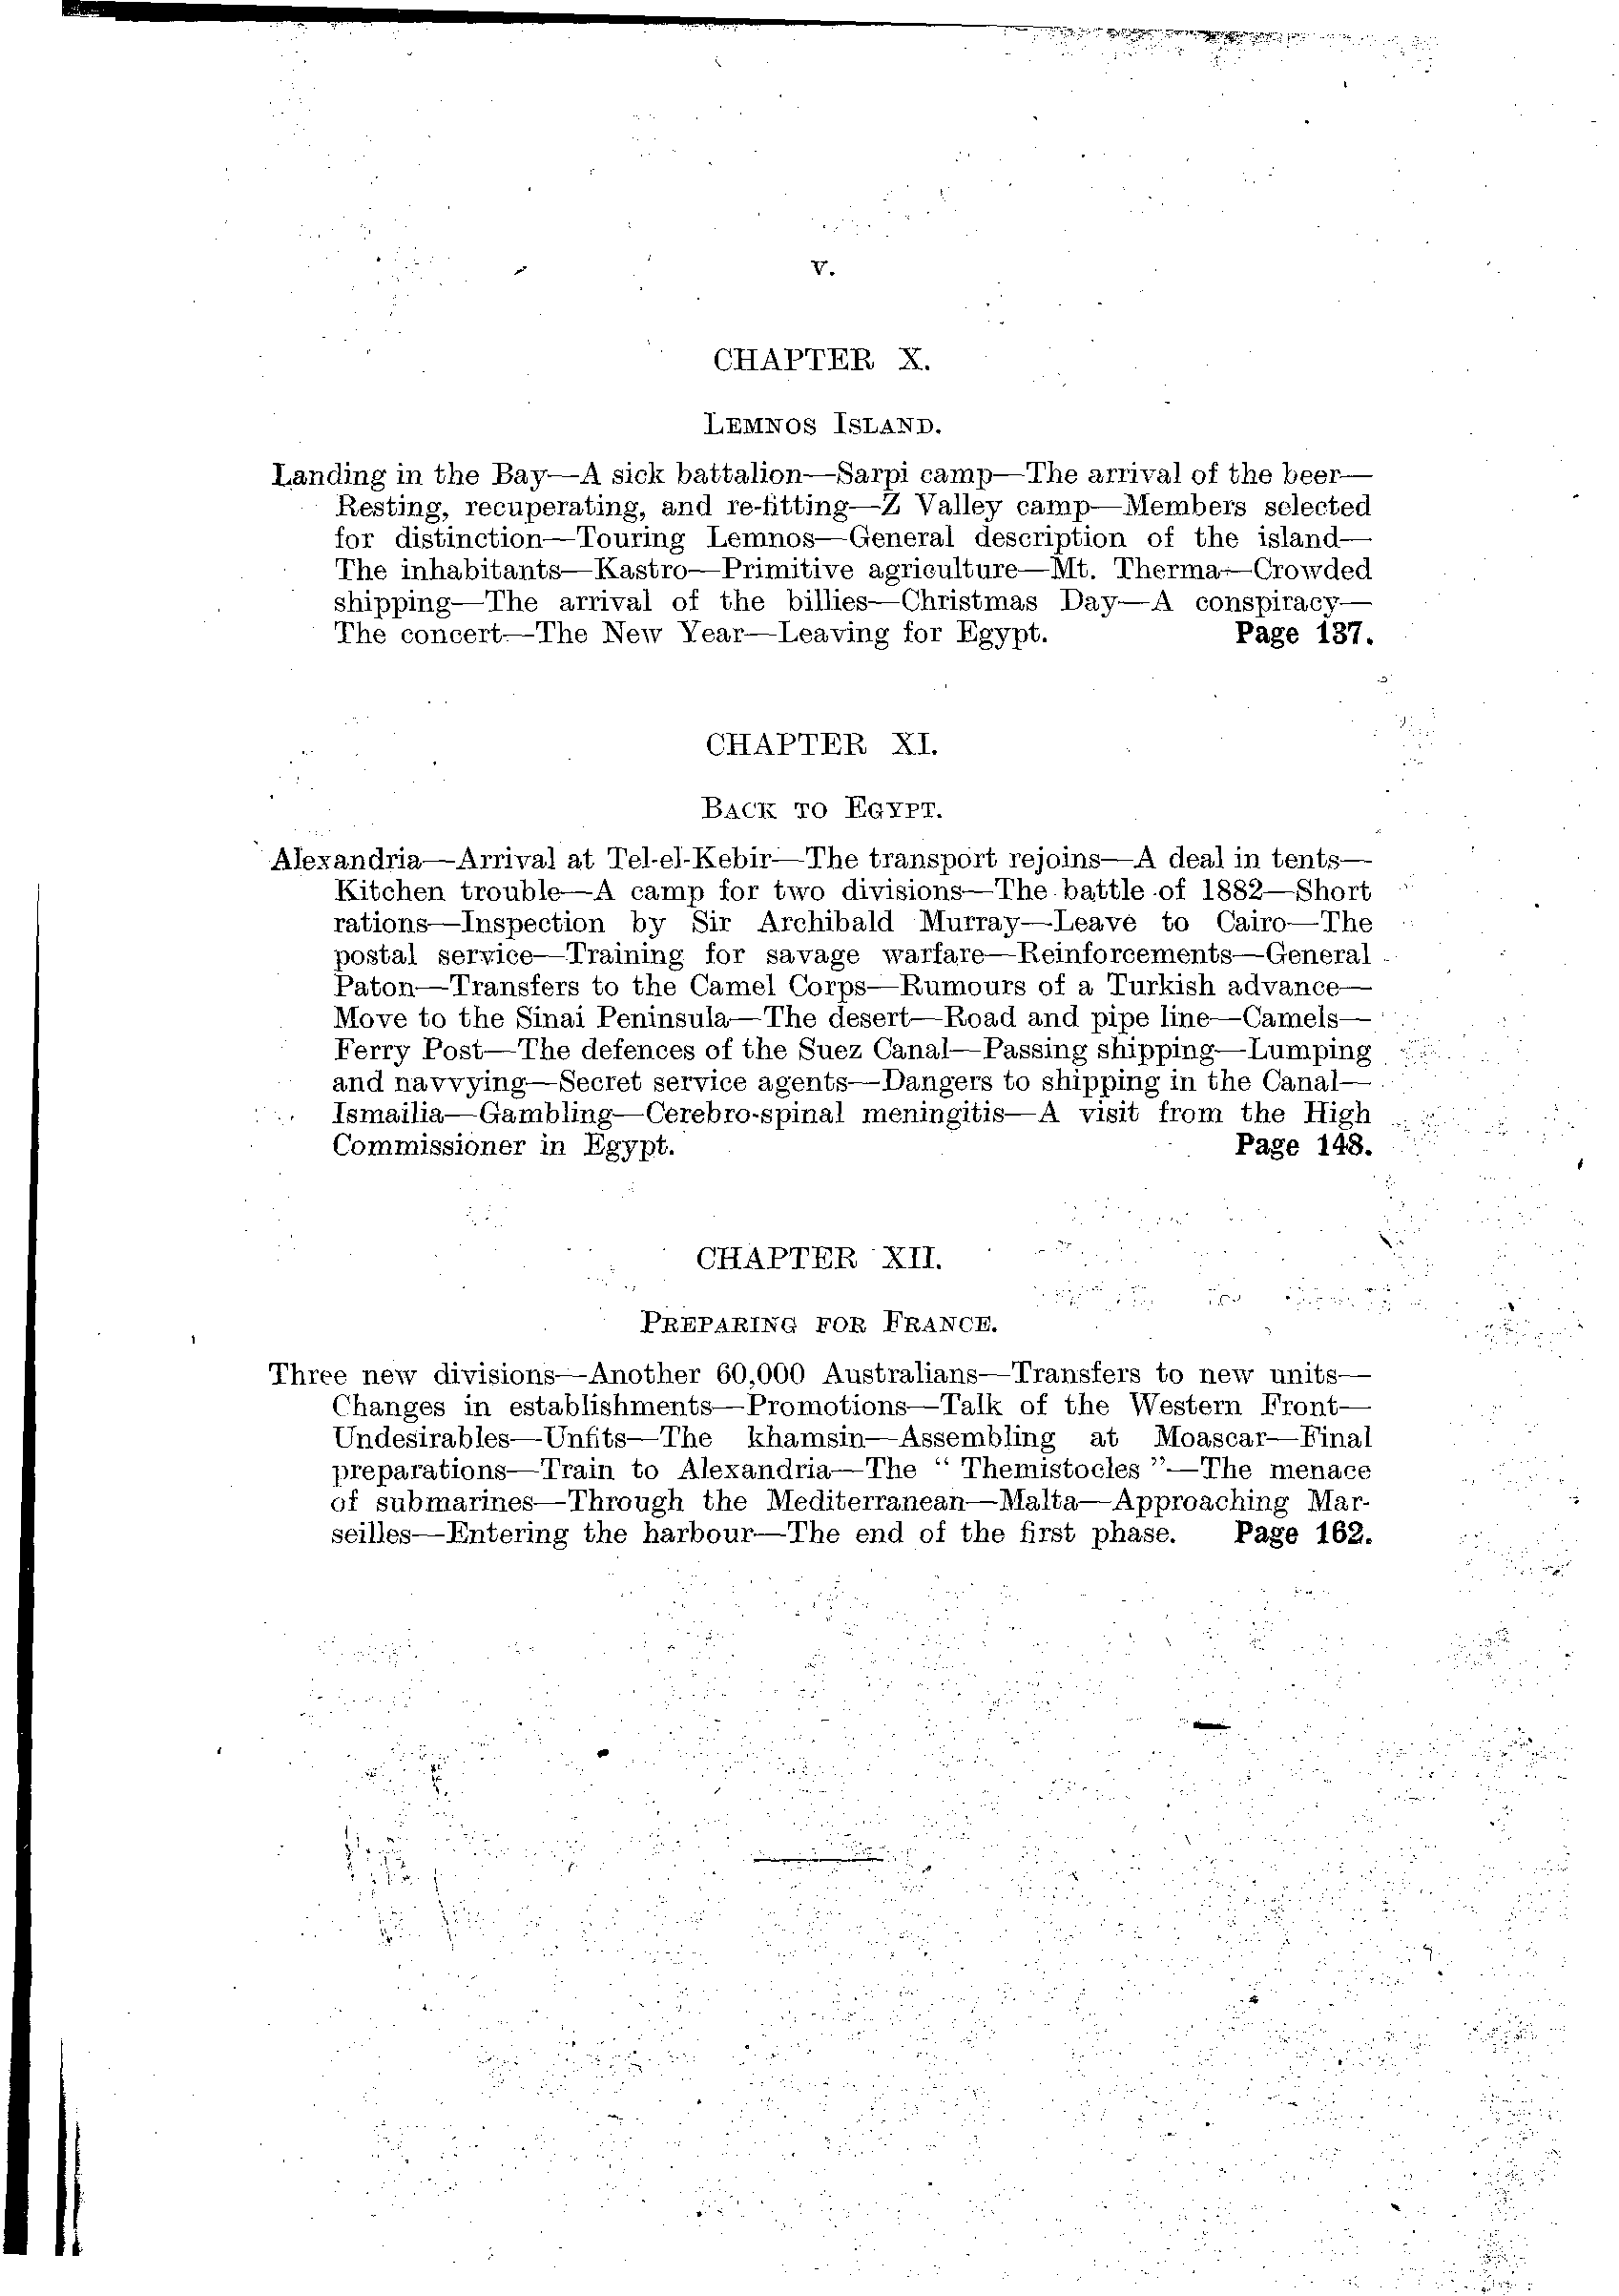 v.
CHAPTER X.
LEMNOS ISLAND.
Landing in the Bay—A sick battalion—Sarpi camp—The arrival of the beer—
Resting, recuperating, and re-fitting—Z Valley camp—Members selected
for distinction—Touring Lemnos—General description of the island—
The inhabitants—Kastro—Primitive agriculture—Mt. Therma—Crowded
shipping—The arrival of the billies—Christmas Day—A conspiracy—
The concert—The New Year—Leaving for Egypt. Page 137.
CHAPTER XI.
BACK TO EGYPT.
Alexandria—Arrival at Tel-el-Kebir—The transport rejoins—A deal in tents—
Kitchen trouble—A camp for two divisions—The battle of 1882—Short
rations—Inspection by Sir Archibald Murray—Leave to Cairo—The
postal service—Training for savage warfare—Reinforcements—General
Paton—Transfers to the Camel Corps—Rumours of a Turkish advance—
Move to the Sinai Peninsula—The desert—Road and pipe line—Camels—
Ferry Post—The defences of the Suez Canal—Passing shipping—Lumping
and navvying—Secret service agents—Dangers to shipping in the Canal—
Ismailia—Gambling—Cerebro-spinal meningitis—A visit from the High
Commissioner in Egypt. Page 148.
CHAPTER XII.
PREPARING FOR FRANCE.
Three new divisions—Another 60,000 Australians—Transfers to new units—
Changes in establishments—Promotions—Talk of the Western Front—
Undesirables—Unfits—The khamsin—Assembling at Moascar—Final
preparations—Train to Alexandria—The “ Themistocles ”—The menace
of submarines—Through the Mediterranean—Malta—Approaching Mar-
seilles—Entering the harbour—The end of the first phase. Page 162.